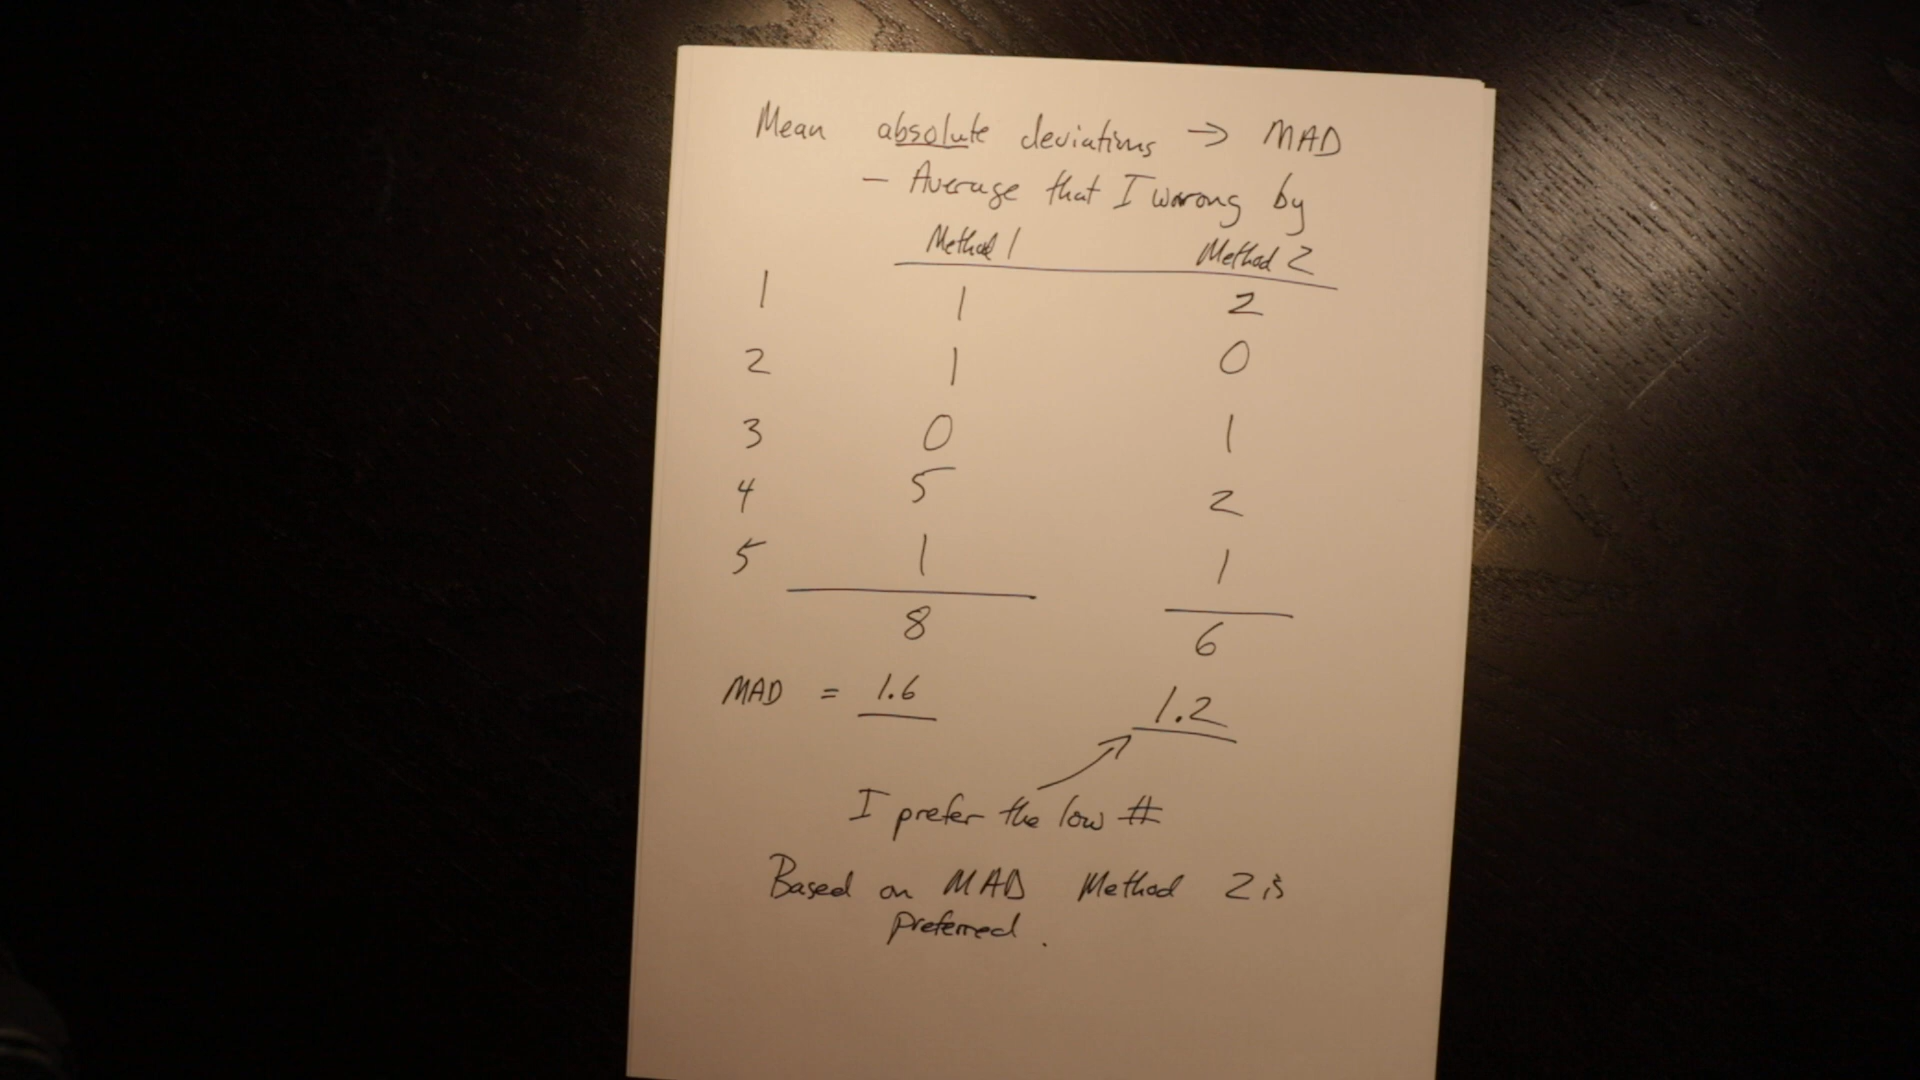 Mean absolute deviations → MAD
- Average that I worong by
Method 1 Method 2
1 1 2
2 1 0
3 0 1
4 5 2
5 1 1
8 6
MAD = 1.6 1.2
I prefer the low #
Based on MAD Method 2 is
preferred.